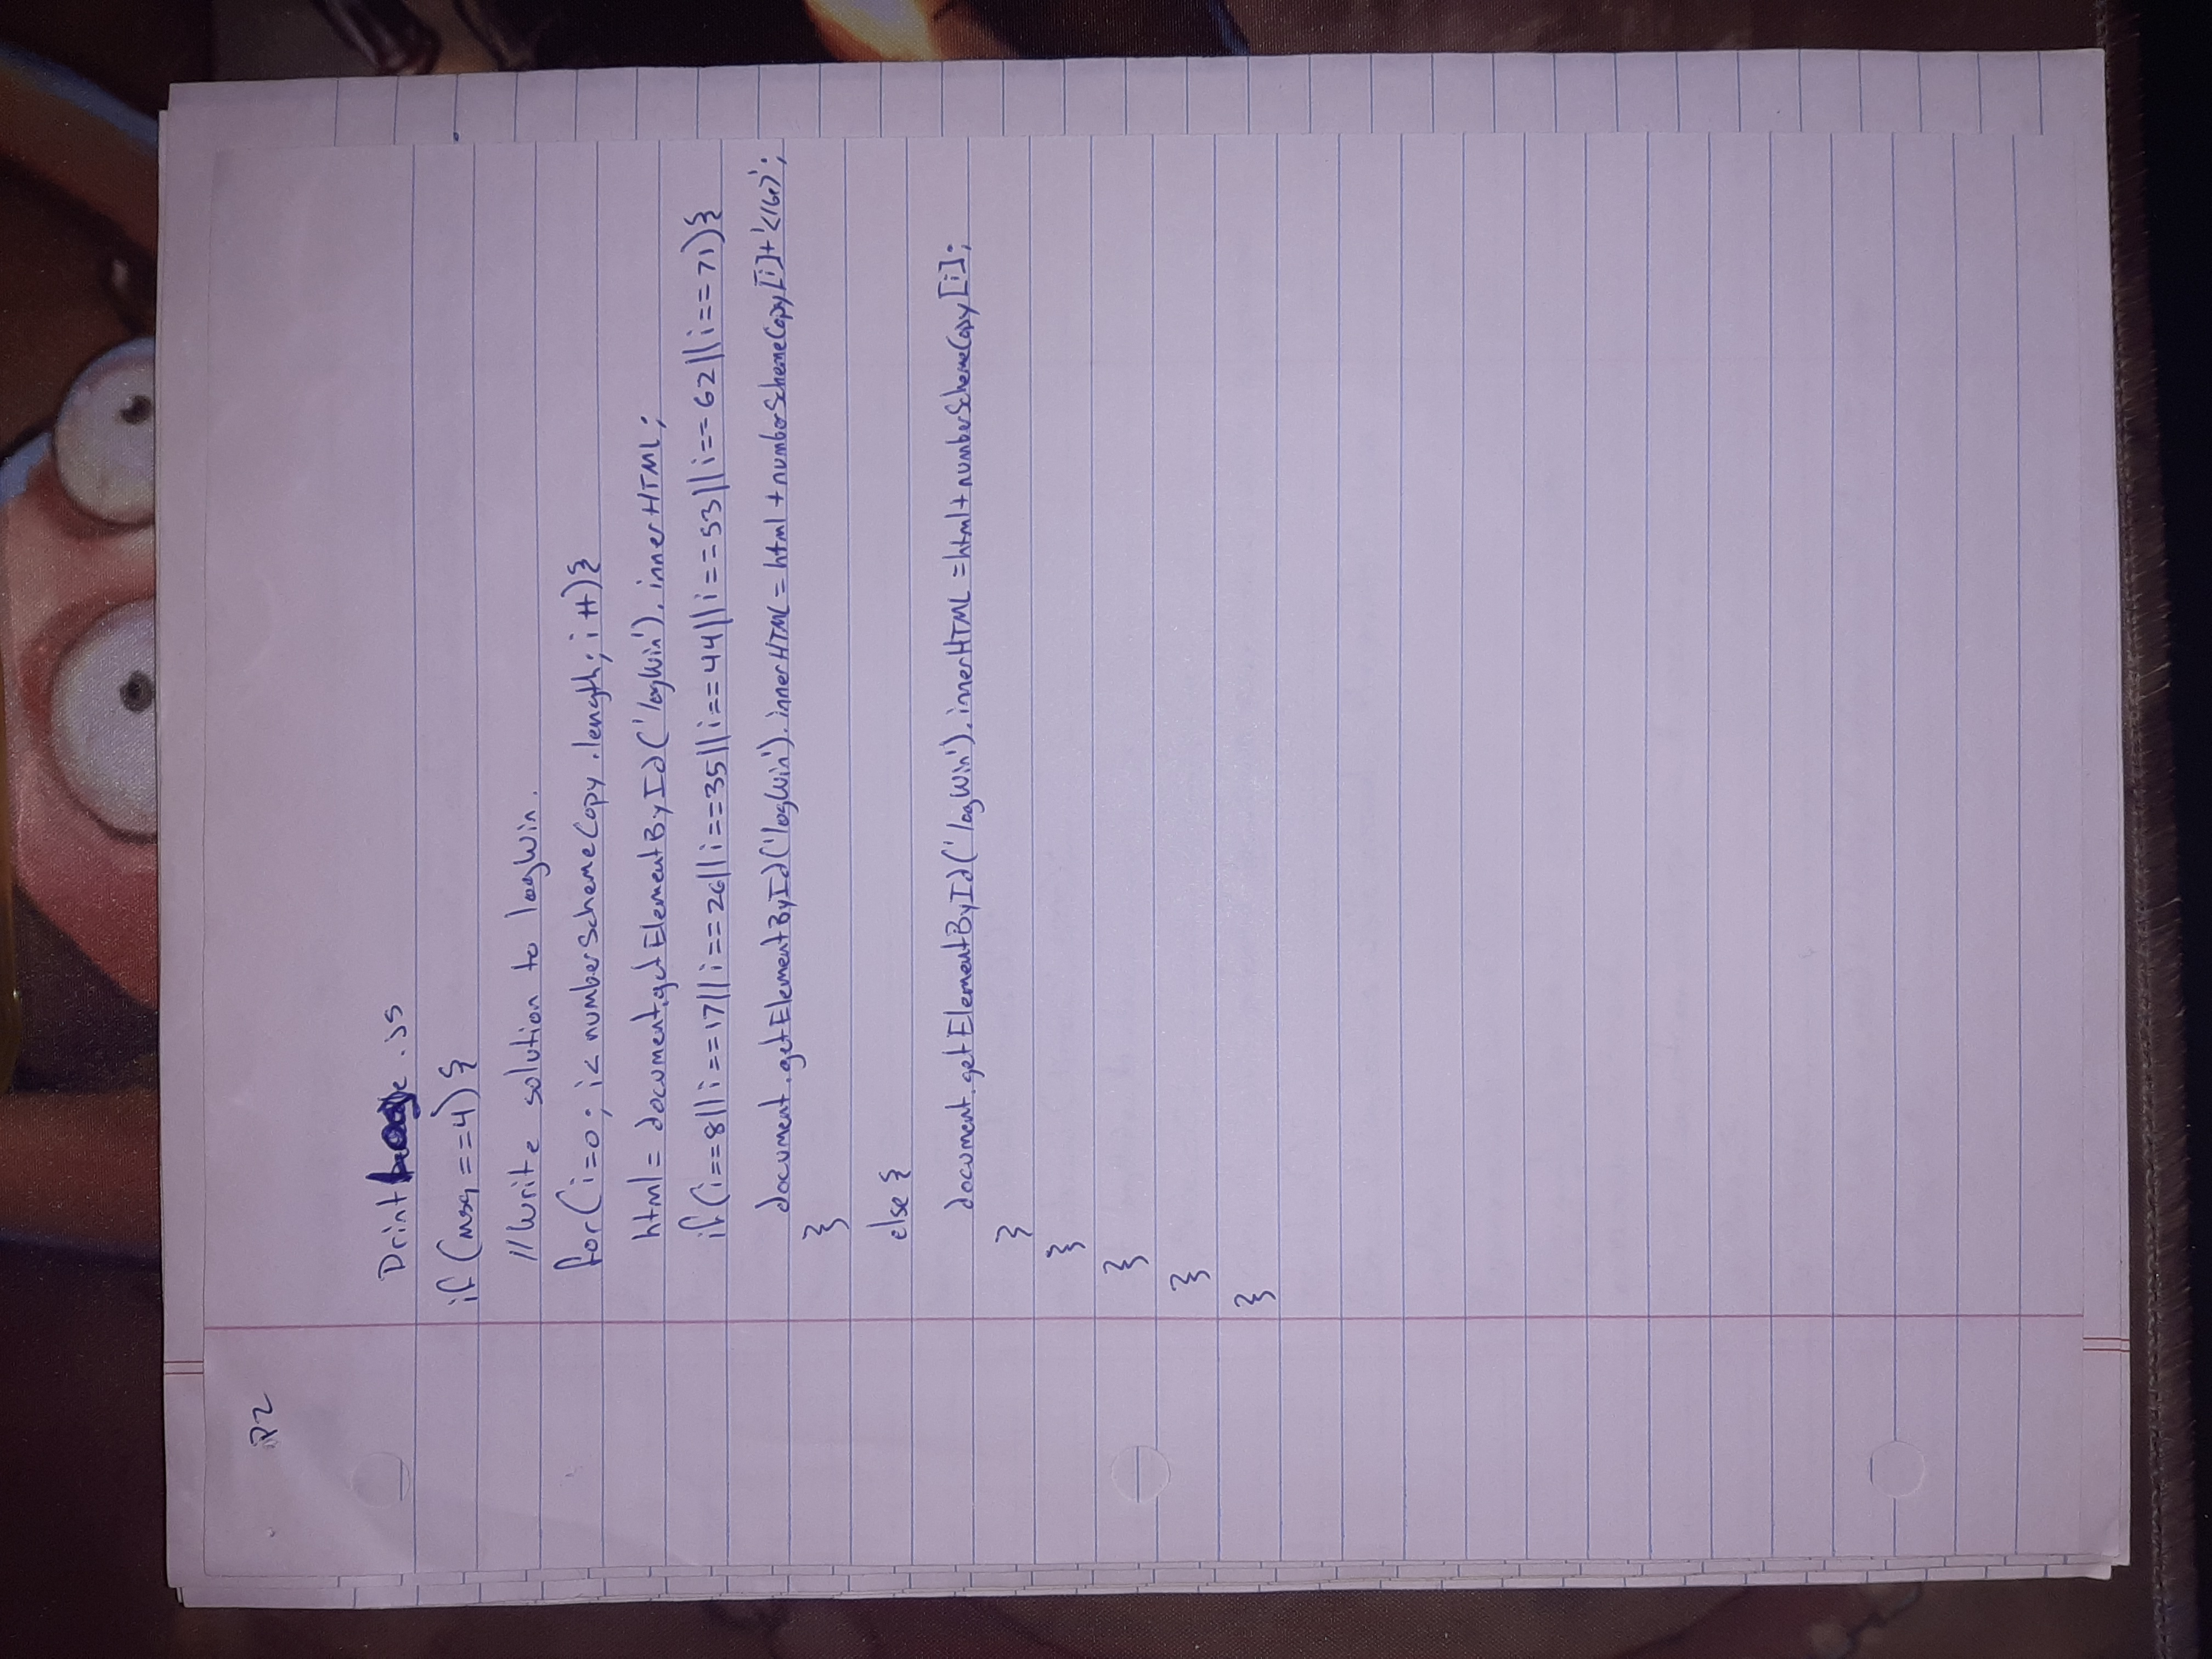 P2
Print Log.js
if (msg ==4) {
//Write solution to logWin.
for(i=0; i< numberSchemeCopy.length; i++){
html= document.getElementById('logWin').innerHTML;
if(i==8||i==17||i==26||i==35||i==44||i==53||i==62||i==71){
document.getElementById('logWin').innerHTML = html + numberSchemeCopy[i]+'</br>';
}
else {
document.getElementById('logWin').innerHTML =html+numberSchemeCopy[i];
}
}
}
}
}